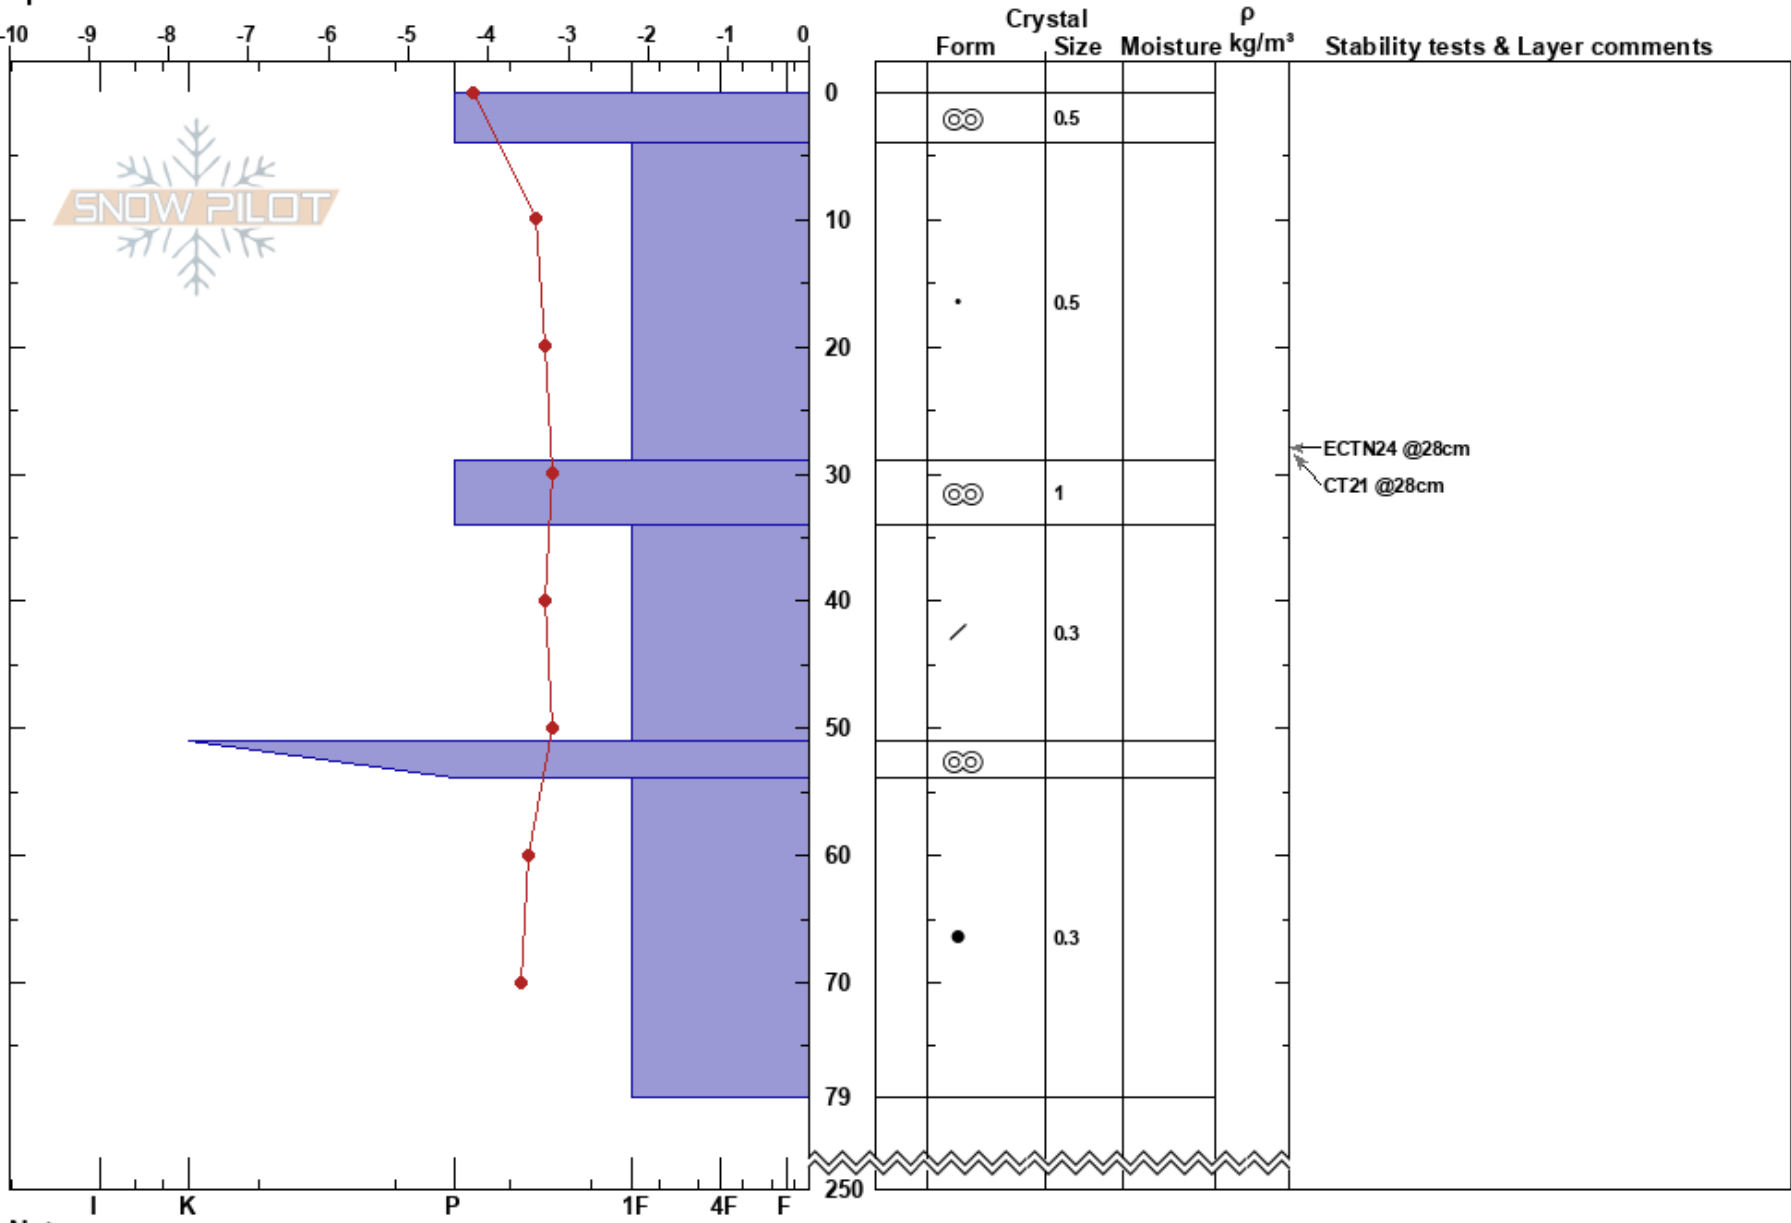 Crystal ρ
Form Size Moisture kg/m³ Stability tests & Layer comments
-10 -9 -8 -7 -6 -5 -4 -3 -2 -1 0
0
0.5
SNOW PILOT
10
0.5
20
ECTN24 @28cm
30
1
CT21 @28cm
40
0.3
50
60
0.3
70
79
250
I K P 1F 4F F